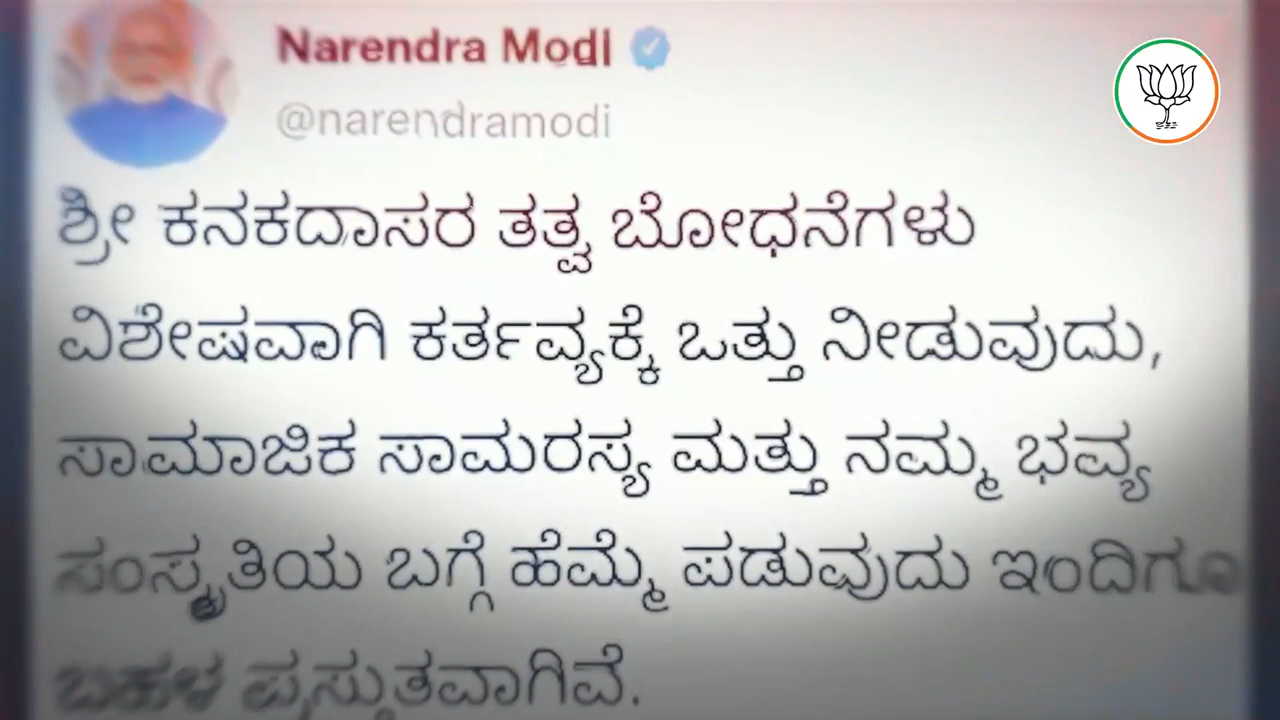 Narendra Modi
@narendramodi
ಶ್ರೀ ಕನಕದಾಸರ ತತ್ವ ಬೋಧನೆಗಳು
ವಿಶೇಷವಾಗಿ ಕರ್ತವ್ಯಕ್ಕೆ ಒತ್ತು ನೀಡುವುದು,
ಸಾಮಾಜಿಕ ಸಾಮರಸ್ಯ ಮತ್ತು ನಮ್ಮ ಭವ್ಯ
ಸಂಸ್ಕೃತಿಯ ಬಗ್ಗೆ ಹೆಮ್ಮೆ ಪಡುವುದು ಇಂದಿಗೂ
ಬಹಳ ಪ್ರಸ್ತುತವಾಗಿವೆ.